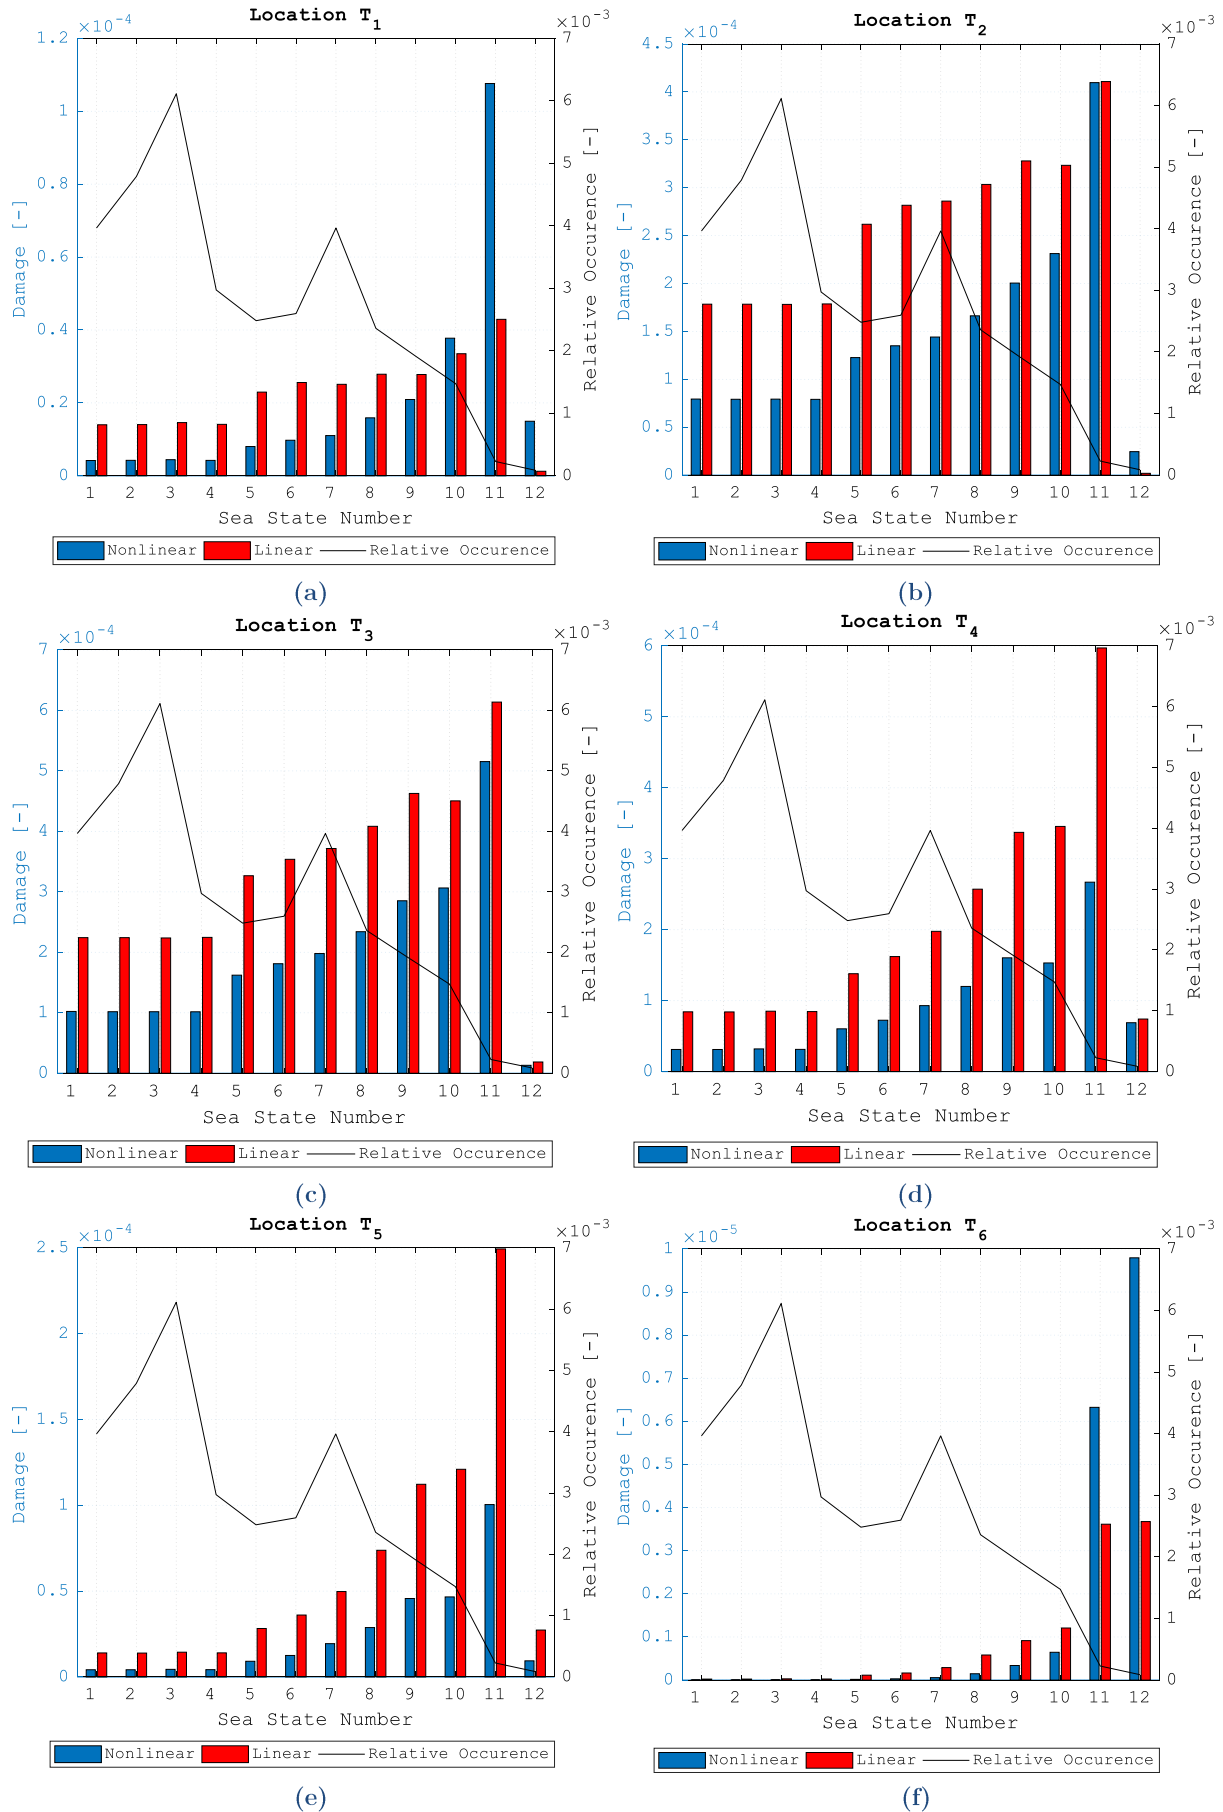 Location T1
×10-4
×10-3
1.2
1
0.8
0.6
0.4
0.2
0
Damage [-]
7
6
5
4
3
2
1
0
Relative Occurence [-]
1 2 3 4 5 6 7 8 9 10 11 12
Sea State Number
Nonlinear Linear Relative Occurence
(a)
Location T2
×10-4
×10-3
4.5
4
3.5
3
2.5
2
1.5
1
0.5
0
Damage [-]
7
6
5
4
3
2
1
0
Relative Occurence [-]
1 2 3 4 5 6 7 8 9 10 11 12
Sea State Number
Nonlinear Linear Relative Occurence
(b)
Location T3
×10-4
×10-3
7
6
5
4
3
2
1
0
Damage [-]
7
6
5
4
3
2
1
0
Relative Occurence [-]
1 2 3 4 5 6 7 8 9 10 11 12
Sea State Number
Nonlinear Linear Relative Occurence
(c)
Location T4
×10-4
×10-3
6
5
4
3
2
1
0
Damage [-]
7
6
5
4
3
2
1
0
Relative Occurence [-]
1 2 3 4 5 6 7 8 9 10 11 12
Sea State Number
Nonlinear Linear Relative Occurence
(d)
Location T5
×10-4
×10-3
2.5
2
1.5
1
0.5
0
Damage [-]
7
6
5
4
3
2
1
0
Relative Occurence [-]
1 2 3 4 5 6 7 8 9 10 11 12
Sea State Number
Nonlinear Linear Relative Occurence
(e)
Location T6
×10-5
×10-3
1
0.9
0.8
0.7
0.6
0.5
0.4
0.3
0.2
0.1
0
Damage [-]
7
6
5
4
3
2
1
0
Relative Occurence [-]
1 2 3 4 5 6 7 8 9 10 11 12
Sea State Number
Nonlinear Linear Relative Occurence
(f)